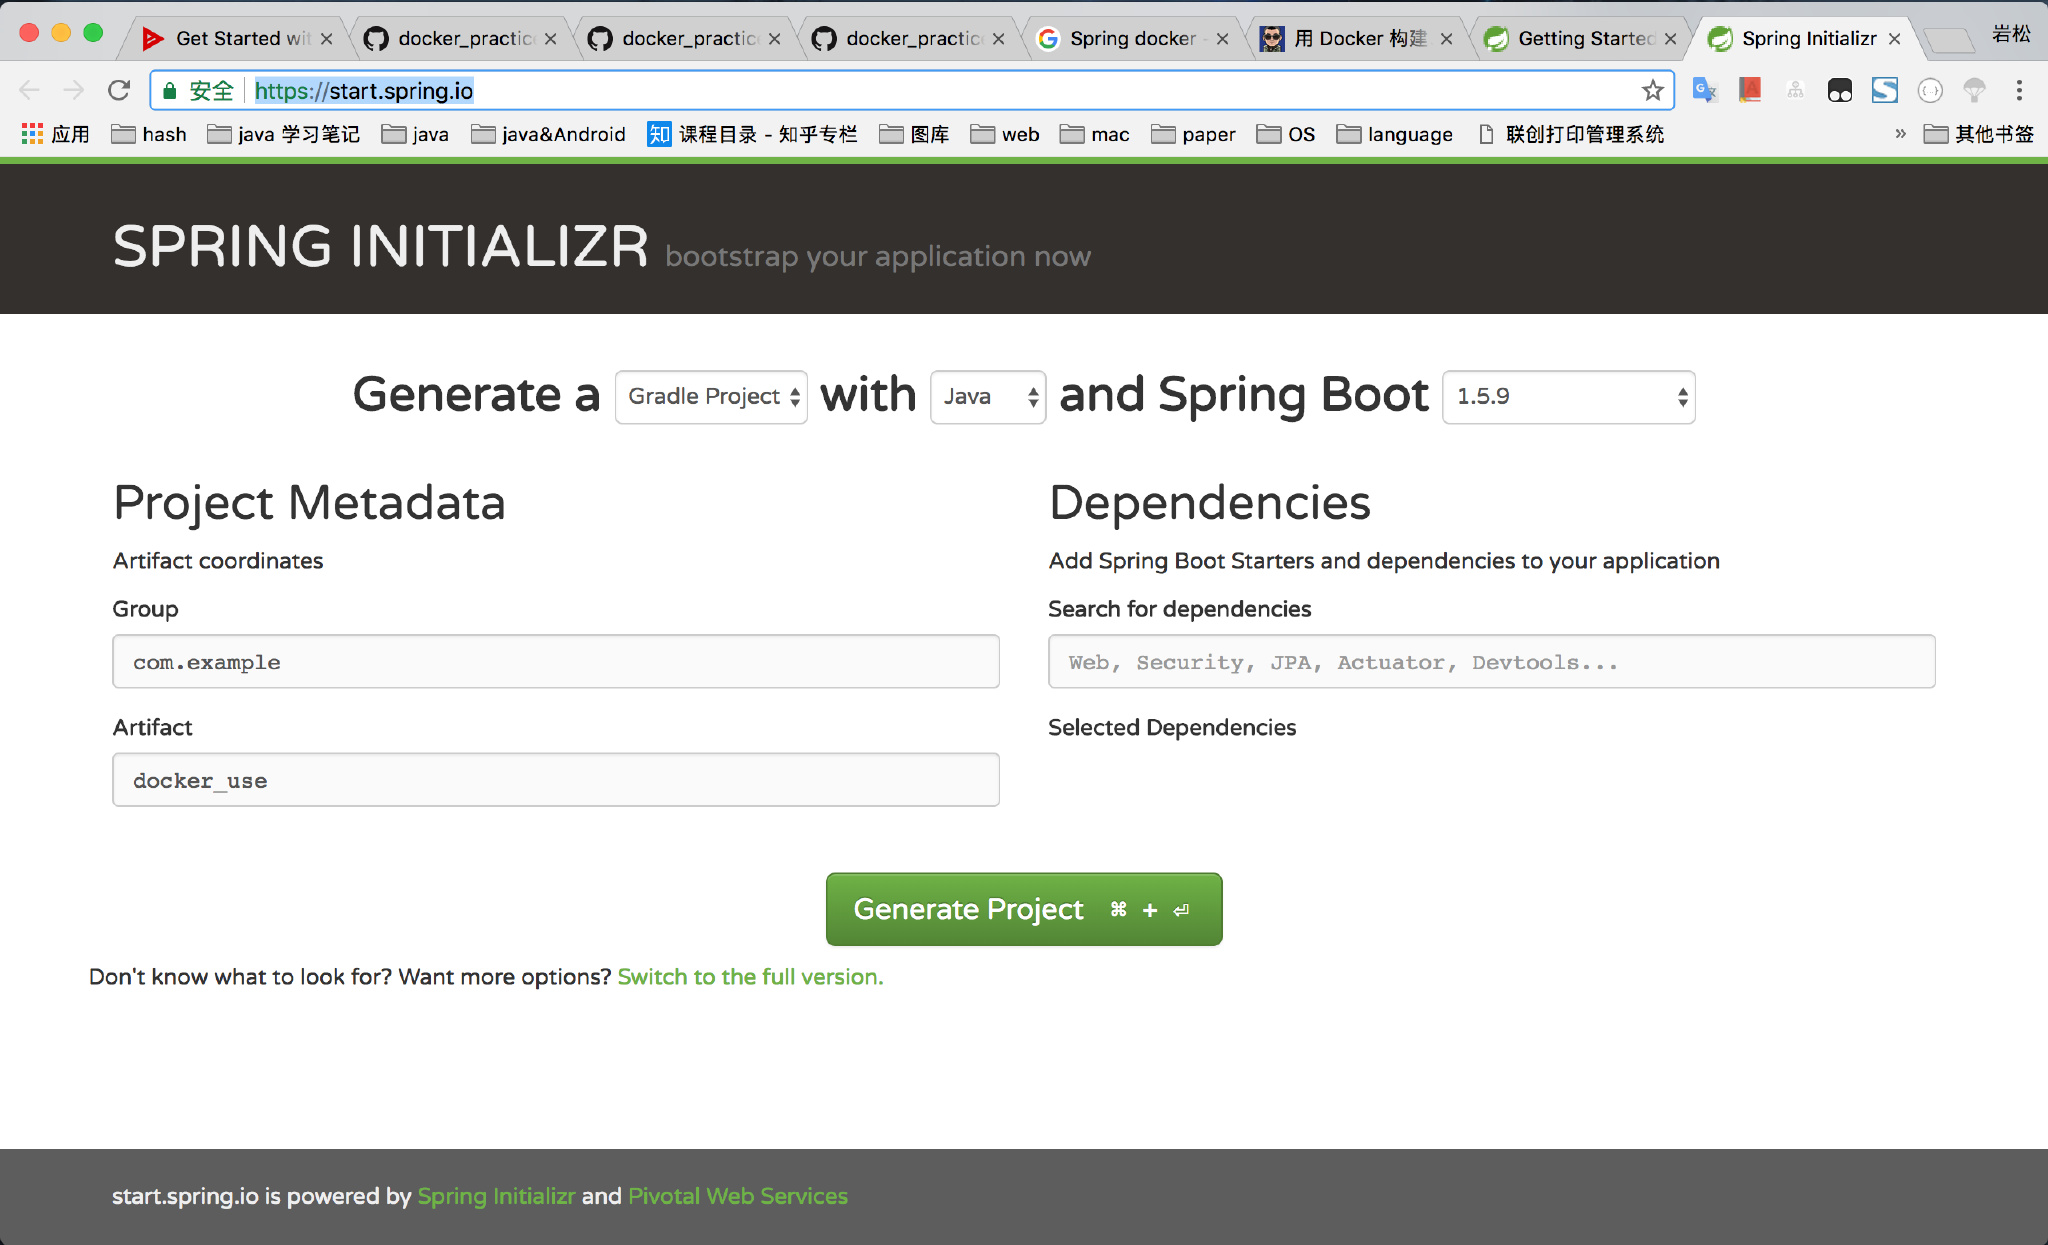 Get Started wit
docker_practic
docker_practic
docker_practic
Spring docker -
用 Docker 构建
Getting Started
Spring Initializr
岩松
安全 https://start.spring.io
应用 hash java 学习笔记 java java&Android 知 课程目录 - 知乎专栏 图库 web mac paper OS language 联创打印管理系统 » 其他书签
SPRING INITIALIZR bootstrap your application now
Generate a Gradle Project with Java and Spring Boot 1.5.9
Project Metadata
Artifact coordinates
Group
com.example
Artifact
docker_use
Dependencies
Add Spring Boot Starters and dependencies to your application
Search for dependencies
Web, Security, JPA, Actuator, Devtools...
Selected Dependencies
Generate Project ⌘ + ⏎
Don't know what to look for? Want more options? Switch to the full version.
start.spring.io is powered by Spring Initializr and Pivotal Web Services